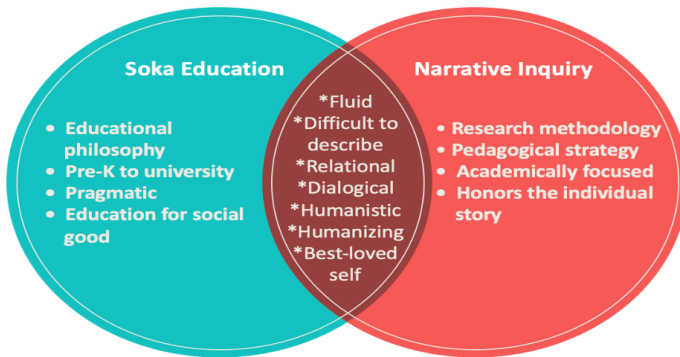 Soka Education
• Educational
philosophy
• Pre-K to university
• Pragmatic
• Education for social
good
*Fluid
*Difficult to
describe
*Relational
*Dialogical
*Humanistic
*Humanizing
*Best-loved
self
Narrative Inquiry
• Research methodology
• Pedagogical strategy
• Academically focused
• Honors the individual
story